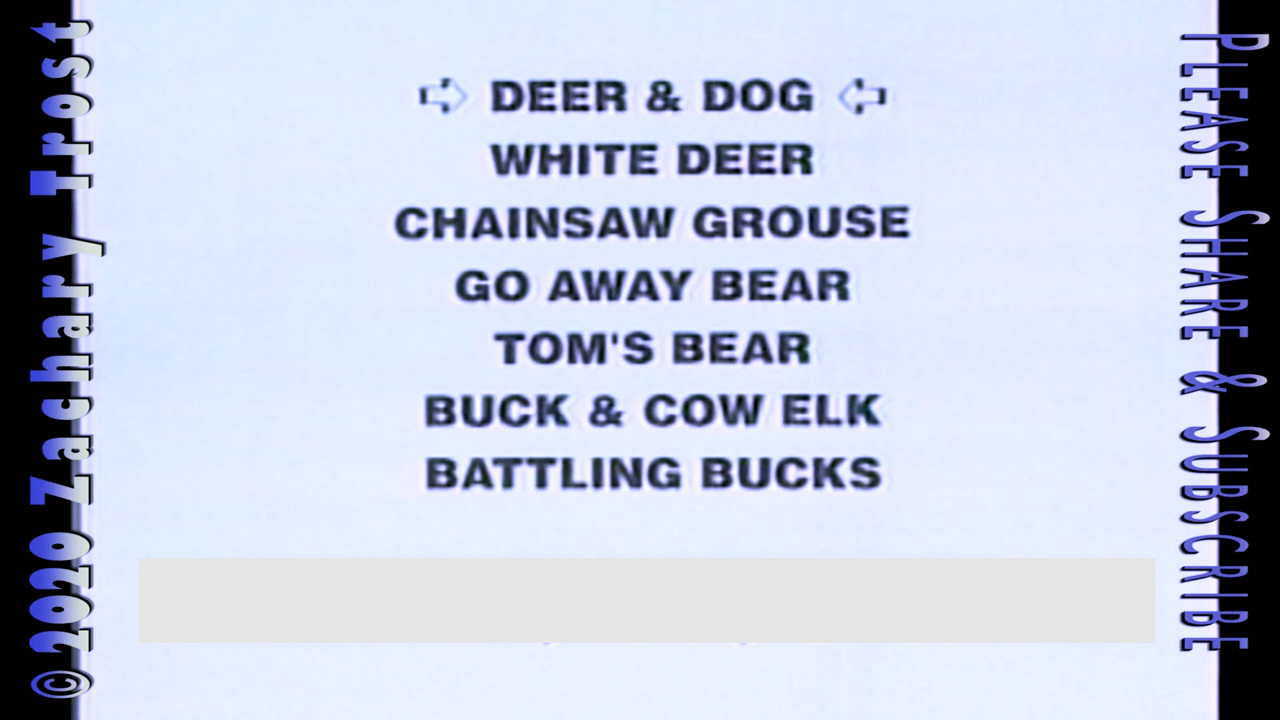 © 2020 Zachary Trost
⇨ DEER & DOG ⇦
WHITE DEER
CHAINSAW GROUSE
GO AWAY BEAR
TOM'S BEAR
BUCK & COW ELK
BATTLING BUCKS
PLEASE SHARE & SUBSCRIBE